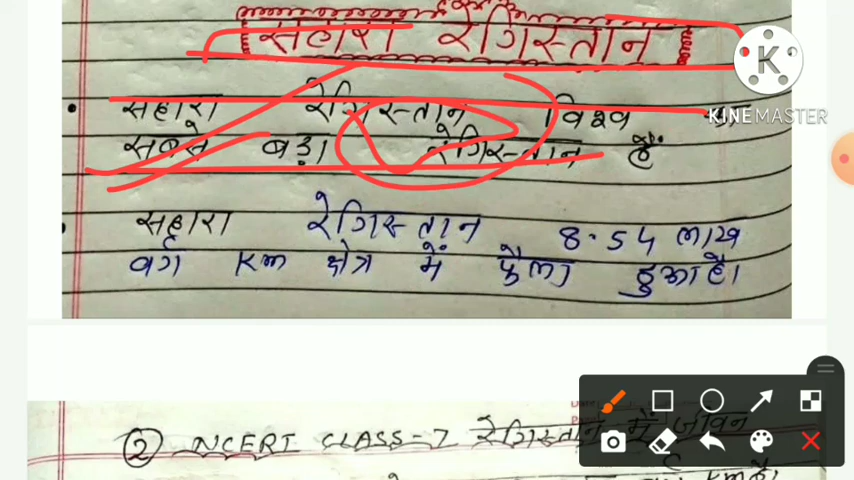 सहारा रेगिस्तान
K
KINEMASTER
सहारा रेगिस्तान विश्व का
सबसे बड़ा रेगिस्तान है
सहारा रेगिस्तान 8.54 लाख
वर्ग Km क्षेत्र में फैला हुआ है।
② NCERT CLASS-7 रेगिस्तान में जीवन